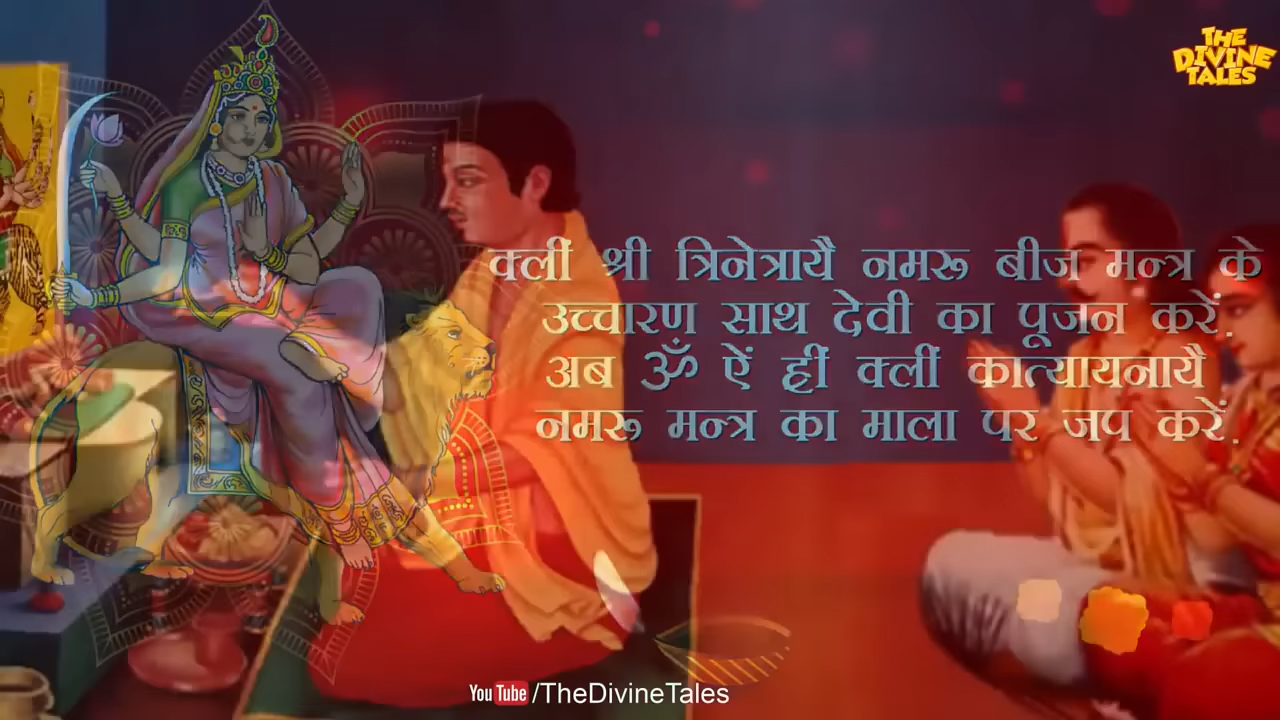 THE
DIVINE
TALES
क्लीं श्री त्रिनेत्रायै नमरू बीज मन्त्र के
उच्चारण साथ देवी का पूजन करें.
अब ॐ ऐं ह्रीं क्लीं कात्यायनायै
नमरू मन्त्र का माला पर जप करें.
YouTube/TheDivineTales